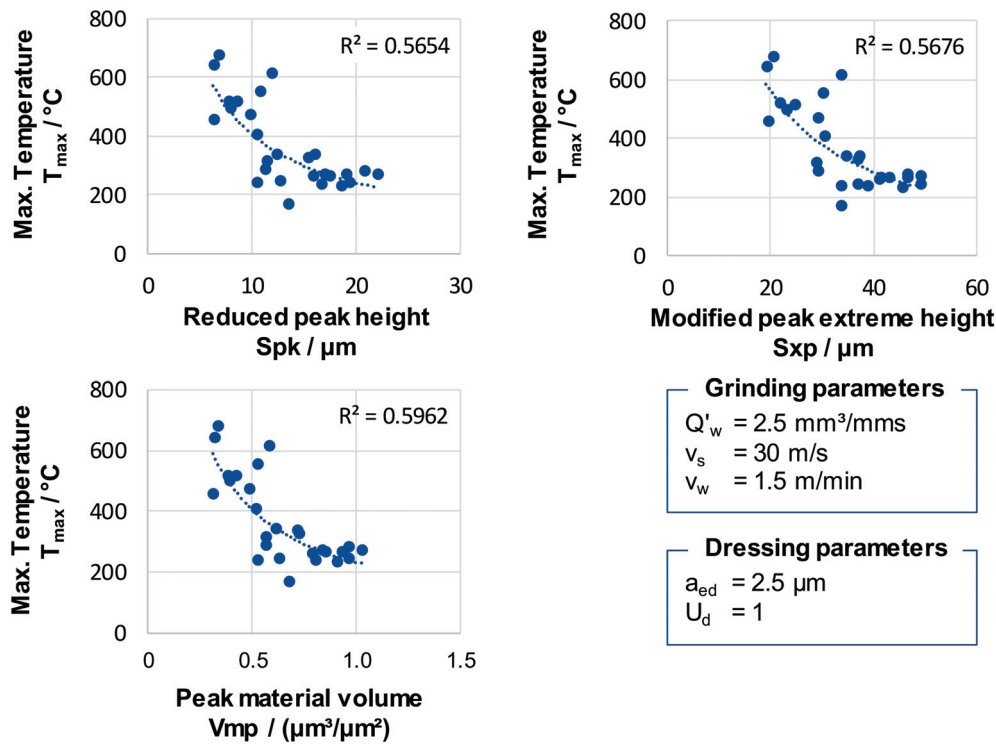 Max. Temperature
Tmax / °C
800
600
400
200
0
R² = 0.5654
0 10 20 30
Reduced peak height
Spk / µm
Max. Temperature
Tmax / °C
800
600
400
200
0
R² = 0.5676
0 20 40 60
Modified peak extreme height
Sxp / µm
Max. Temperature
Tmax / °C
800
600
400
200
0
R² = 0.5962
0 0.5 1.0 1.5
Peak material volume
Vmp / (µm³/µm²)
Grinding parameters
Q'w = 2.5 mm³/mms
vs = 30 m/s
vw = 1.5 m/min
Dressing parameters
aed = 2.5 µm
Ud = 1